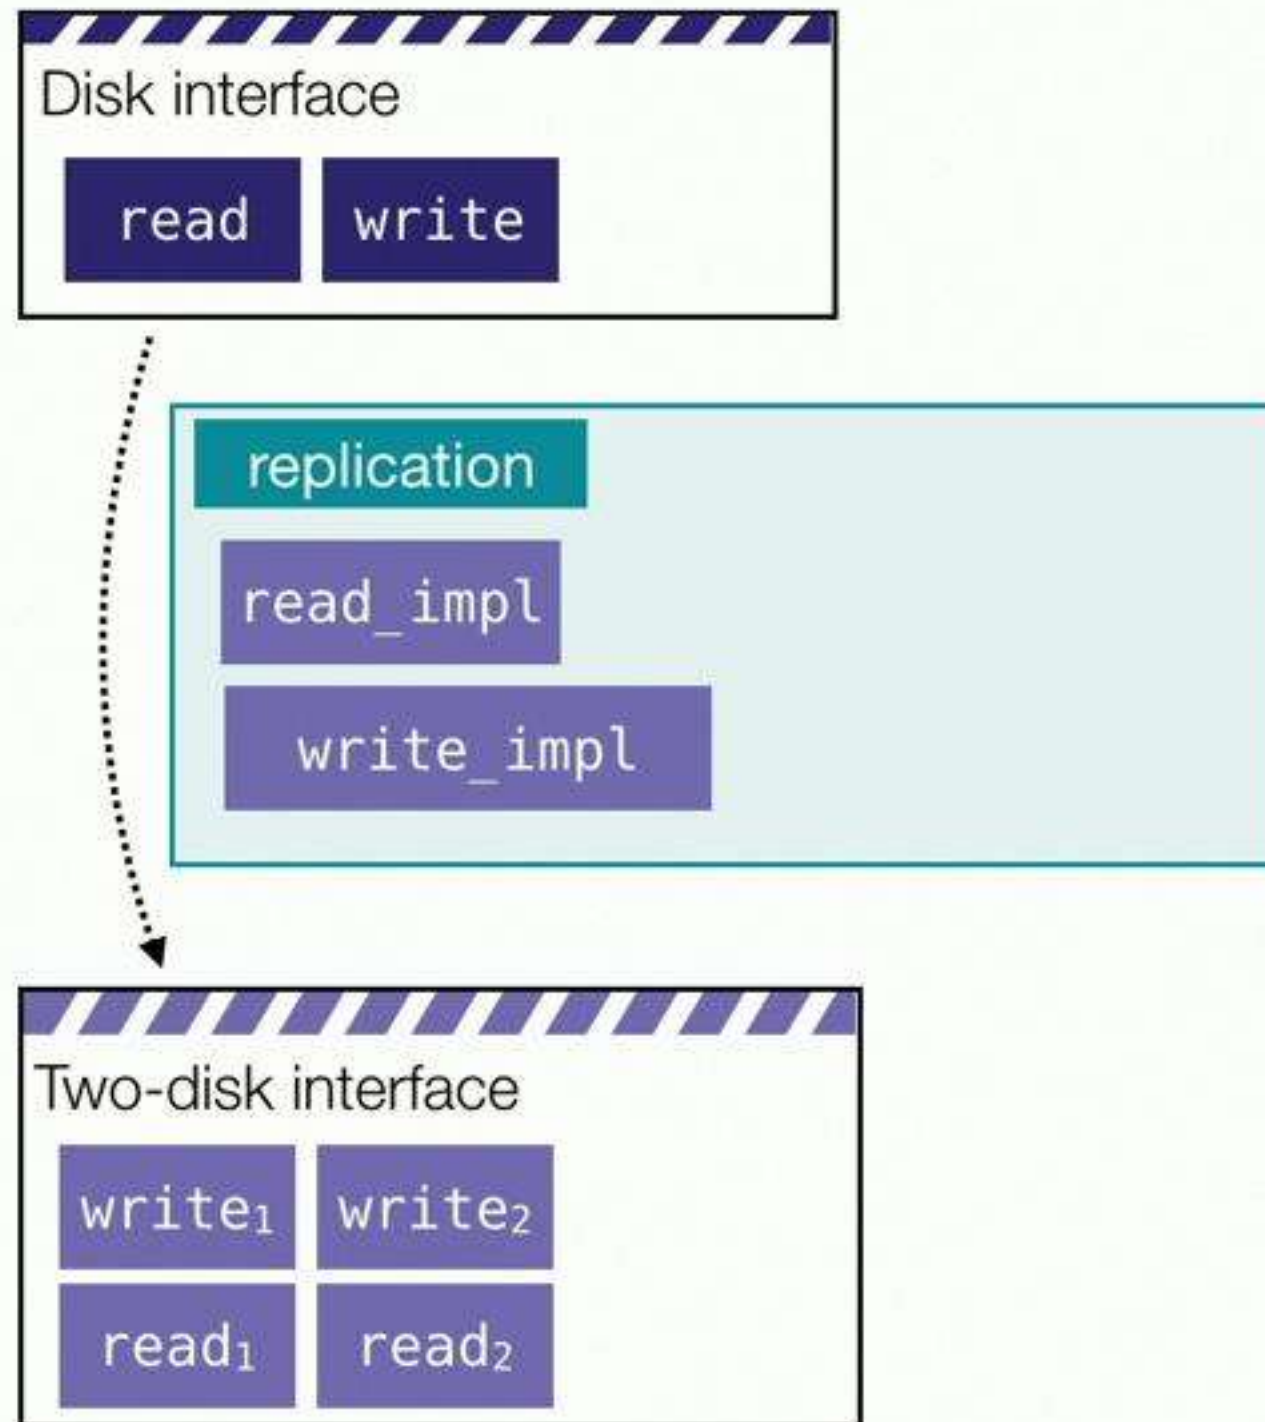 Disk interface
read write
replication
read_impl
write_impl
Two-disk interface
write₁ write₂
read₁ read₂